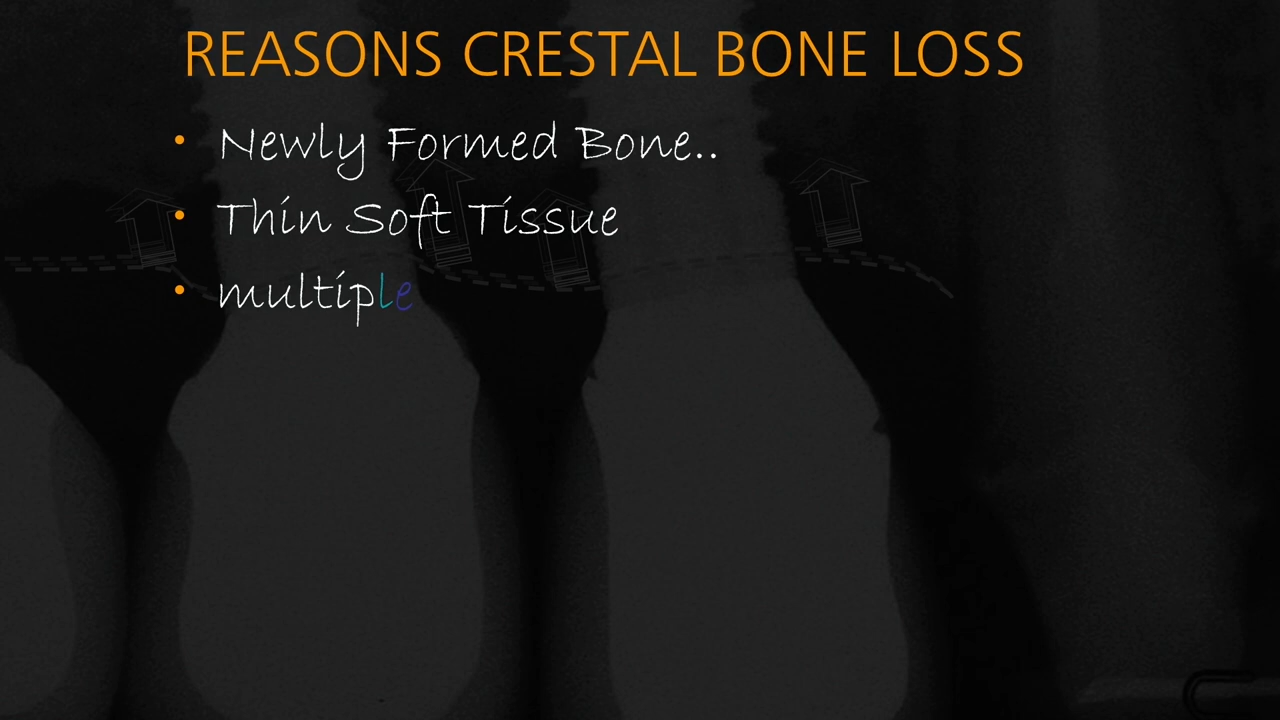 REASONS CRESTAL BONE LOSS
• Newly Formed Bone..
• Thin Soft Tissue
• multiple